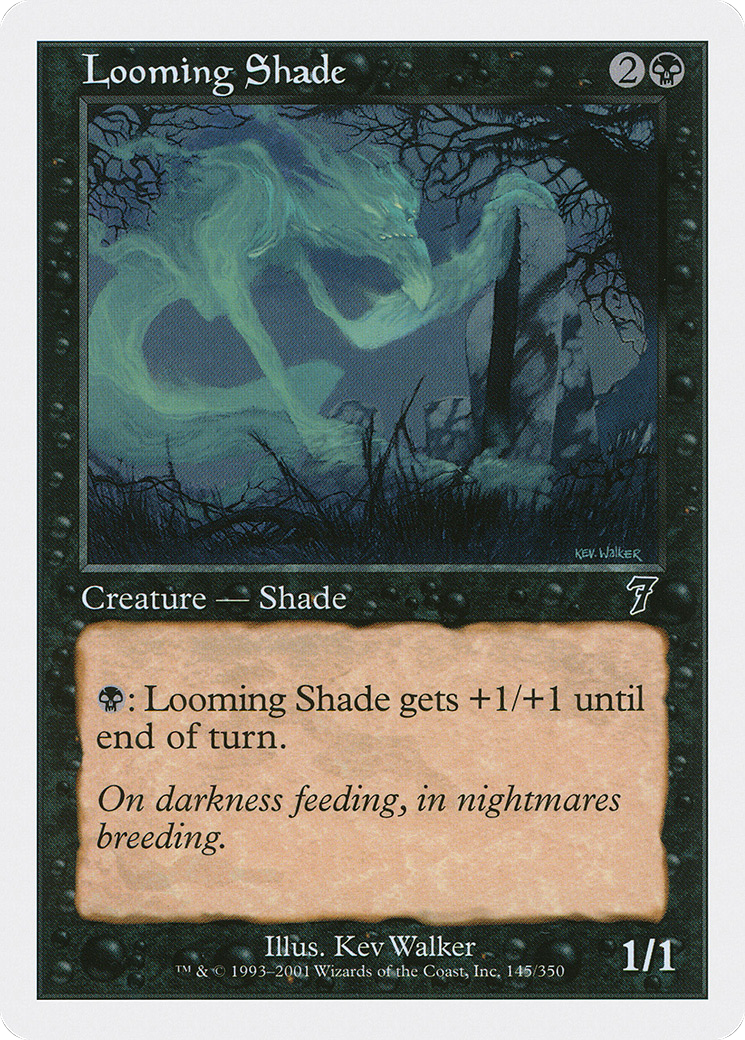 Looming Shade 2
KEV. WALKER
Creature — Shade 7
: Looming Shade gets +1/+1 until
end of turn.
On darkness feeding, in nightmares
breeding.
Illus. Kev Walker
™ & © 1993–2001 Wizards of the Coast, Inc. 145/350
1/1